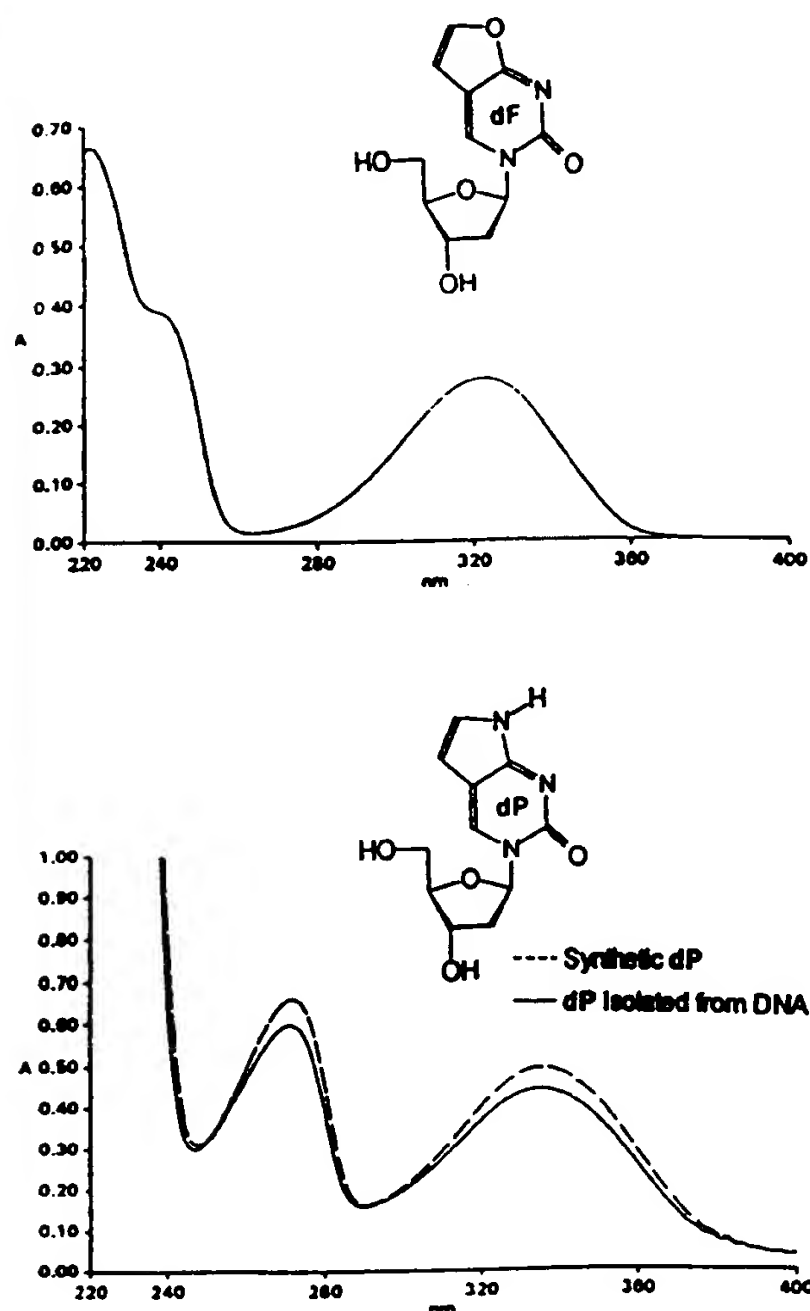 O
N
dF
N
O
HO
O
OH
0.70
0.60
0.50
0.40
A
0.30
0.20
0.10
0.00
220 240 280 320 360 400
nm
H
N
N
dP
N
O
HO
O
OH
Synthetic dP
dP isolated from DNA
1.00
0.90
0.80
0.70
0.60
A 0.50
0.40
0.30
0.20
0.10
0.00
220 240 280 320 360 400
nm